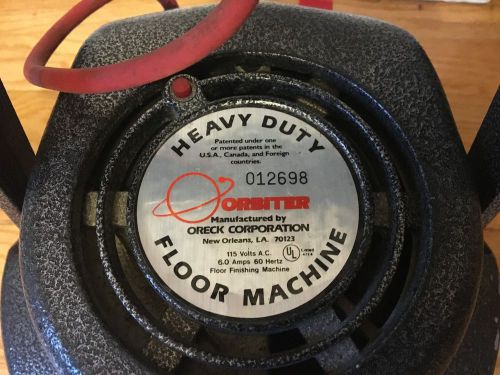 HEAVY DUTY
Patented under one
or more patents in the
U.S.A., Canada, and Foreign
countries.
012698
ORBITER
Manufactured by
ORECK CORPORATION
New Orleans, LA. 70123
115 Volts A.C.
6.0 Amps 60 Hertz
Floor Finishing Machine
UL
FLOOR MACHINE